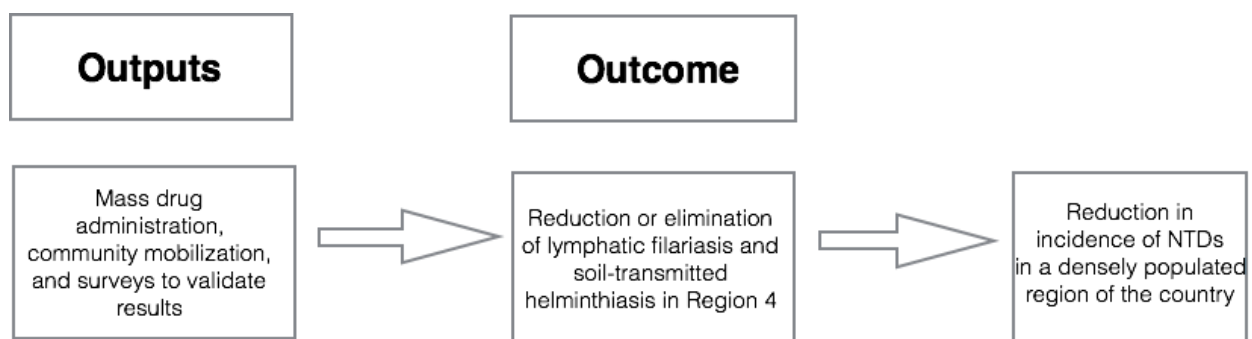 Outputs
Outcome
Mass drug
administration,
community mobilization,
and surveys to validate
results
Reduction or elimination
of lymphatic filariasis and
soil-transmitted
helminthiasis in Region 4
Reduction in
incidence of NTDs
in a densely populated
region of the country